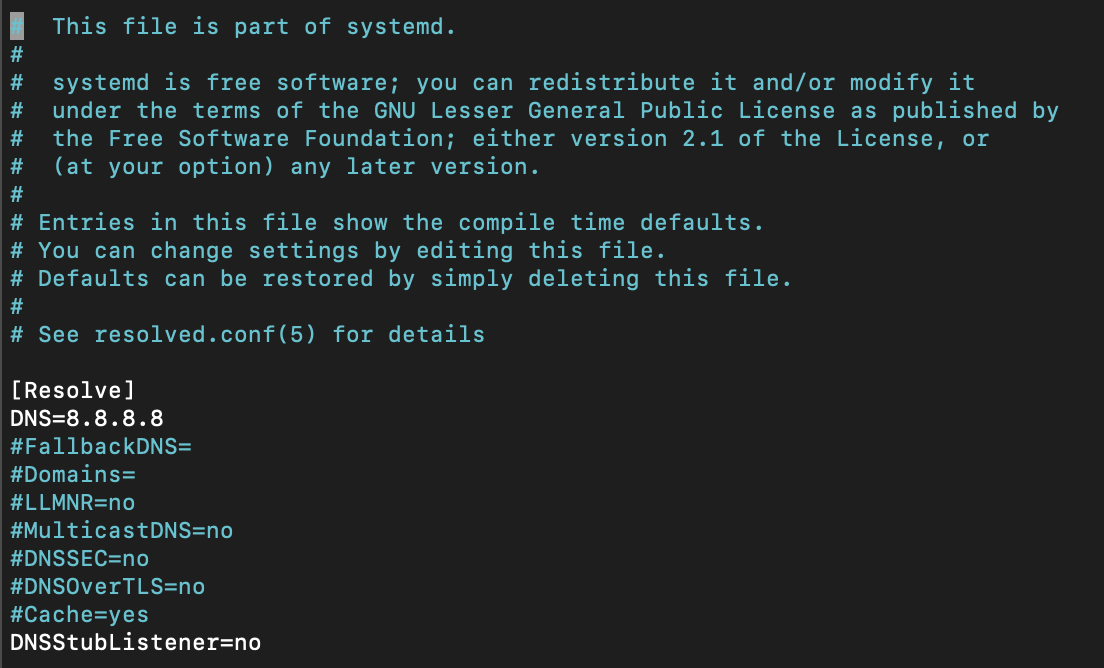 #  This file is part of systemd.
#
#  systemd is free software; you can redistribute it and/or modify it
#  under the terms of the GNU Lesser General Public License as published by
#  the Free Software Foundation; either version 2.1 of the License, or
#  (at your option) any later version.
#
# Entries in this file show the compile time defaults.
# You can change settings by editing this file.
# Defaults can be restored by simply deleting this file.
#
# See resolved.conf(5) for details

[Resolve]
DNS=8.8.8.8
#FallbackDNS=
#Domains=
#LLMNR=no
#MulticastDNS=no
#DNSSEC=no
#DNSOverTLS=no
#Cache=yes
DNSStubListener=no